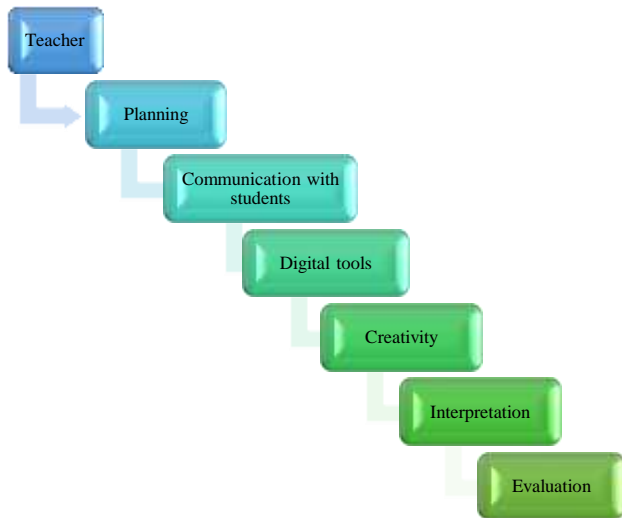 Teacher
Planning
Communication with
students
Digital tools
Creativity
Interpretation
Evaluation